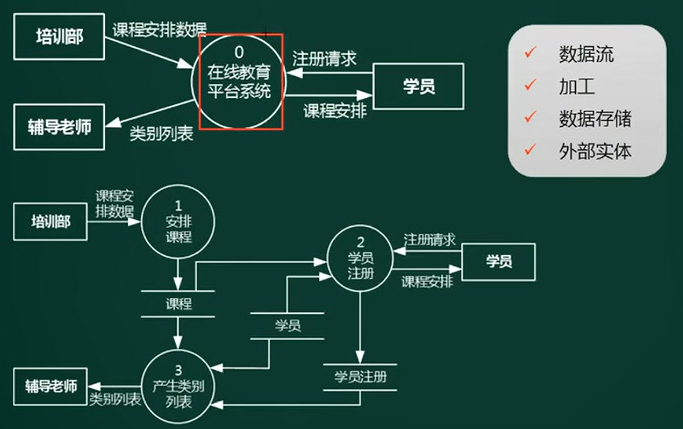 培训部
课程安排数据
0
在线教育
平台系统
注册请求
学员
课程安排
辅导老师
类别列表
✓ 数据流
✓ 加工
✓ 数据存储
✓ 外部实体
培训部
课程安
排数据
1
安排
课程
2
学员
注册
注册请求
学员
课程安排
课程
学员
学员注册
3
产生类别
列表
辅导老师
类别列表